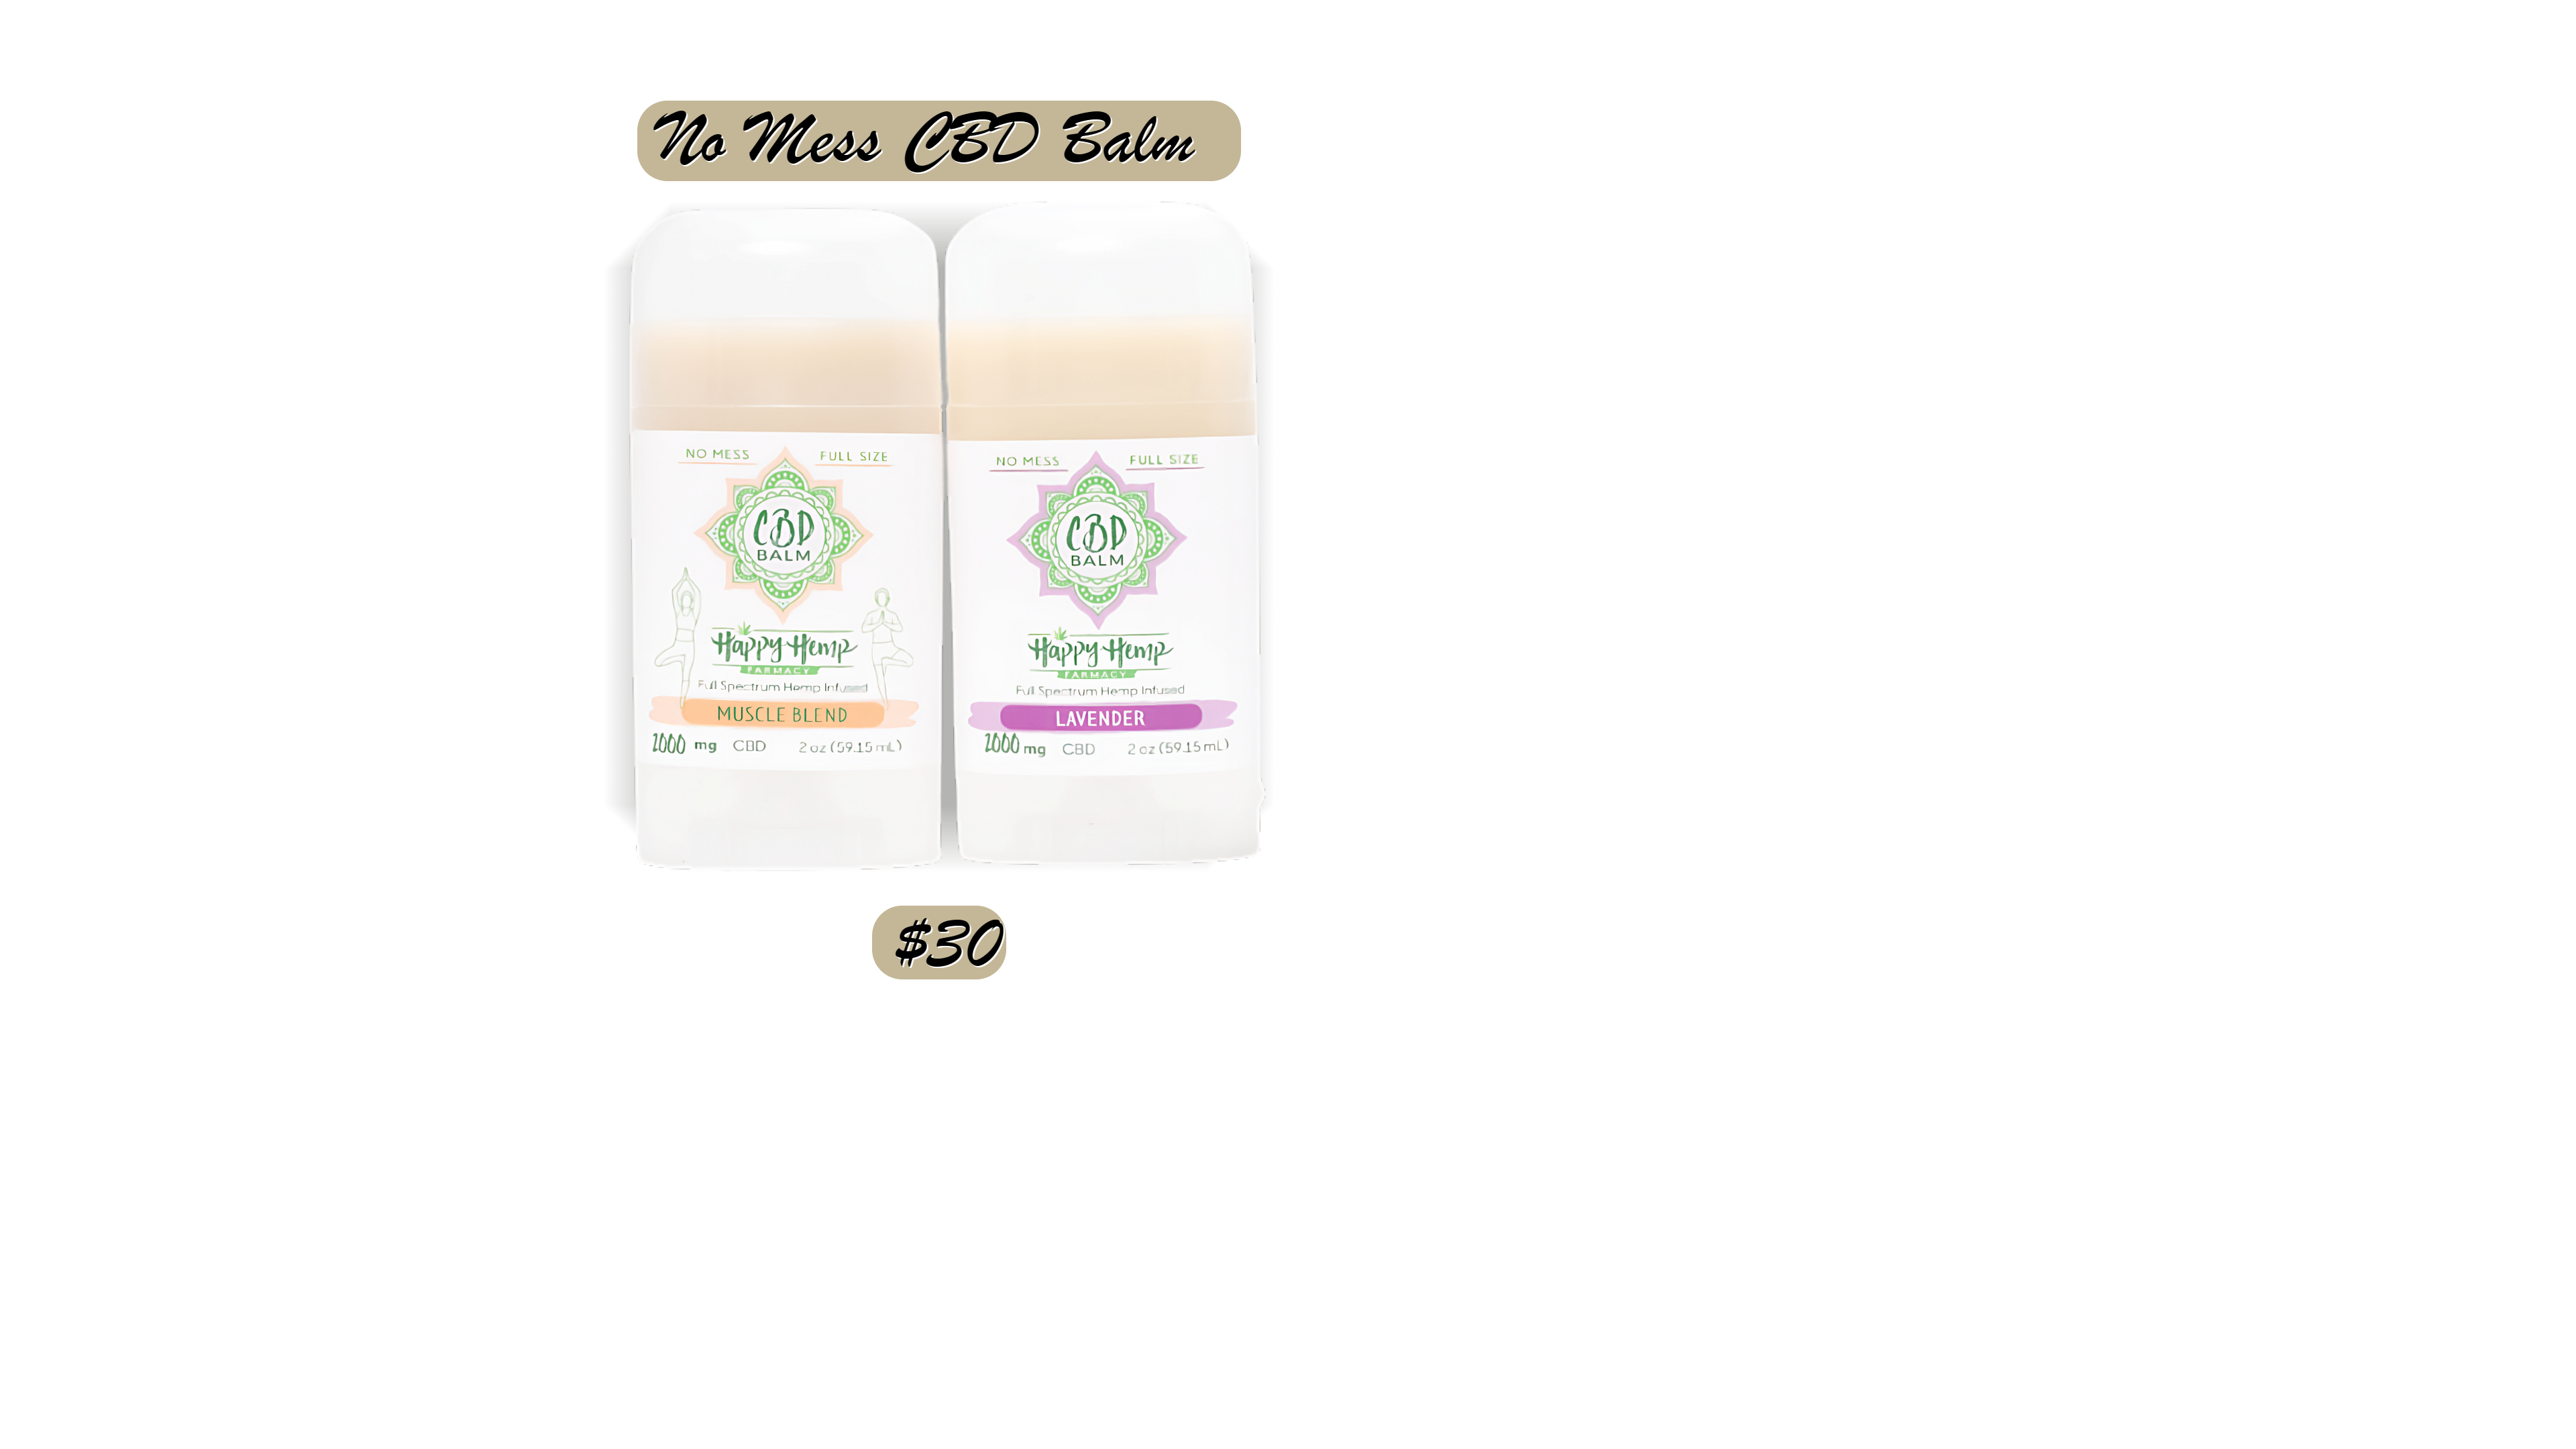 No Mess CBD Balm
NO MESS FULL SIZE
CBD
BALM
Happy Hemp
FARMACY
Full Spectrum Hemp Infused
MUSCLE BLEND
1000 mg CBD 2 oz (59.15 mL)
NO MESS FULL SIZE
CBD
BALM
Happy Hemp
FARMACY
Full Spectrum Hemp Infused
LAVENDER
1000 mg CBD 2 oz (59.15 mL)
$30